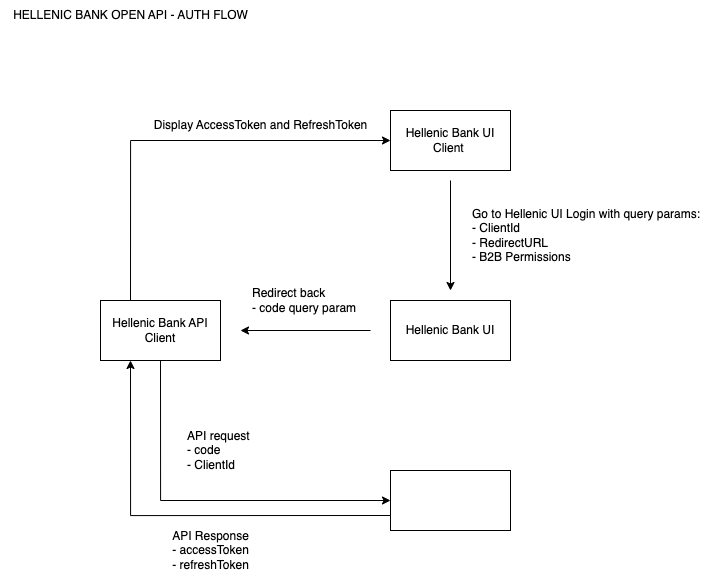 HELLENIC BANK OPEN API - AUTH FLOW
Display AccessToken and RefreshToken
Hellenic Bank UI
Client
Go to Hellenic UI Login with query params:
- ClientId
- RedirectURL
- B2B Permissions
Redirect back
- code query param
Hellenic Bank API
Client
Hellenic Bank UI
API request
- code
- ClientId
API Response
- accessToken
- refreshToken